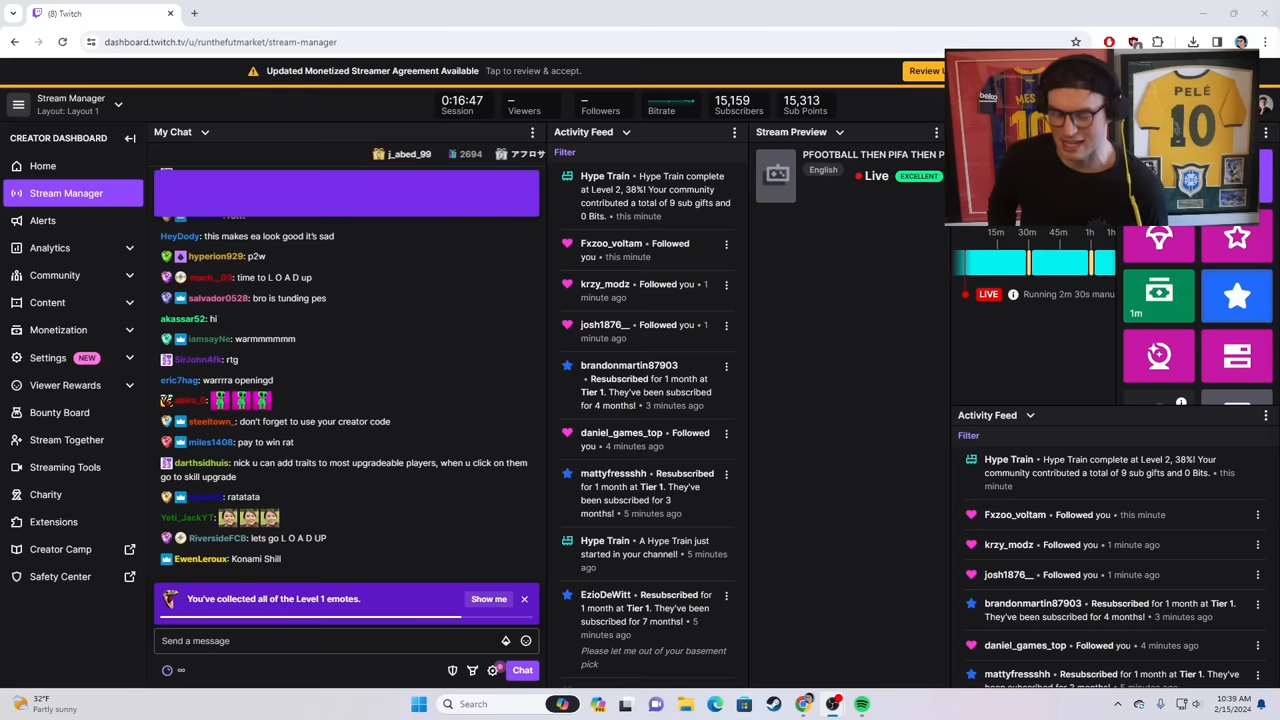 (8) Twitch
dashboard.twitch.tv/u/runthefutmarket/stream-manager
Updated Monetized Streamer Agreement Available Tap to review & accept.
Review
Stream Manager
Layout: Layout 1
0:16:47
Session
–
Viewers
–
Followers
Bitrate
15,159
Subscribers
15,313
Sub Points
CREATOR DASHBOARD
Home
Stream Manager
Alerts
Analytics
Community
Content
Monetization
Settings NEW
Viewer Rewards
Bounty Board
Stream Together
Streaming Tools
Charity
Extensions
Creator Camp
Safety Center
My Chat
j_abed_99 2694 アフロサ
HeyDody: this makes ea look good it's sad
hyperion929: p2w
mach__03: time to L O A D up
salvador0528: bro is tunding pes
akassar52: hi
iamsayNe: warmmmmmm
SirJohnAfk: rtg
eric7hag: warrrra openingd
steeltown_: don't forget to use your creator code
miles1408: pay to win rat
darthsidhuis: nick u can add traits to most upgradeable players, when u click on them
go to skill upgrade
: ratatata
Yeti_JackYT:
RiversideFCB: lets go L O A D UP
EwenLeroux: Konami Shill
You've collected all of the Level 1 emotes.
Show me
Send a message
Chat
Activity Feed
Filter
Hype Train • Hype Train complete
at Level 2, 38%! Your community
contributed a total of 9 sub gifts and
0 Bits. • this minute
Fxzoo_voltam • Followed
you • this minute
krzy_modz • Followed you • 1
minute ago
josh1876__ • Followed you • 1
minute ago
brandonmartin87903
• Resubscribed for 1 month at
Tier 1. They've been subscribed
for 4 months! • 3 minutes ago
daniel_games_top • Followed
you • 4 minutes ago
mattyfressshh • Resubscribed
for 1 month at Tier 1. They've
been subscribed for 3
months! • 5 minutes ago
Hype Train • A Hype Train just
started in your channel! • 5 minutes
ago
EzioDeWitt • Resubscribed for
1 month at Tier 1. They've been
subscribed for 7 months! • 5
minutes ago
Please let me out of your basement
pick
Stream Preview
PFOOTBALL THEN PIFA THEN P
English
Live EXCELLENT
beko
MES
10
PELÉ
10
15m 30m 45m 1h 1h
LIVE Running 2m 30s manu
1m
Activity Feed
Filter
Hype Train • Hype Train complete at Level 2, 38%! Your
community contributed a total of 9 sub gifts and 0 Bits. • this
minute
Fxzoo_voltam • Followed you • this minute
krzy_modz • Followed you • 1 minute ago
josh1876__ • Followed you • 1 minute ago
brandonmartin87903 • Resubscribed for 1 month at Tier 1.
They've been subscribed for 4 months! • 3 minutes ago
daniel_games_top • Followed you • 4 minutes ago
mattyfressshh • Resubscribed for 1 month at Tier 1. They've
32°F
Partly sunny
Search
10:39 AM
2/15/2024